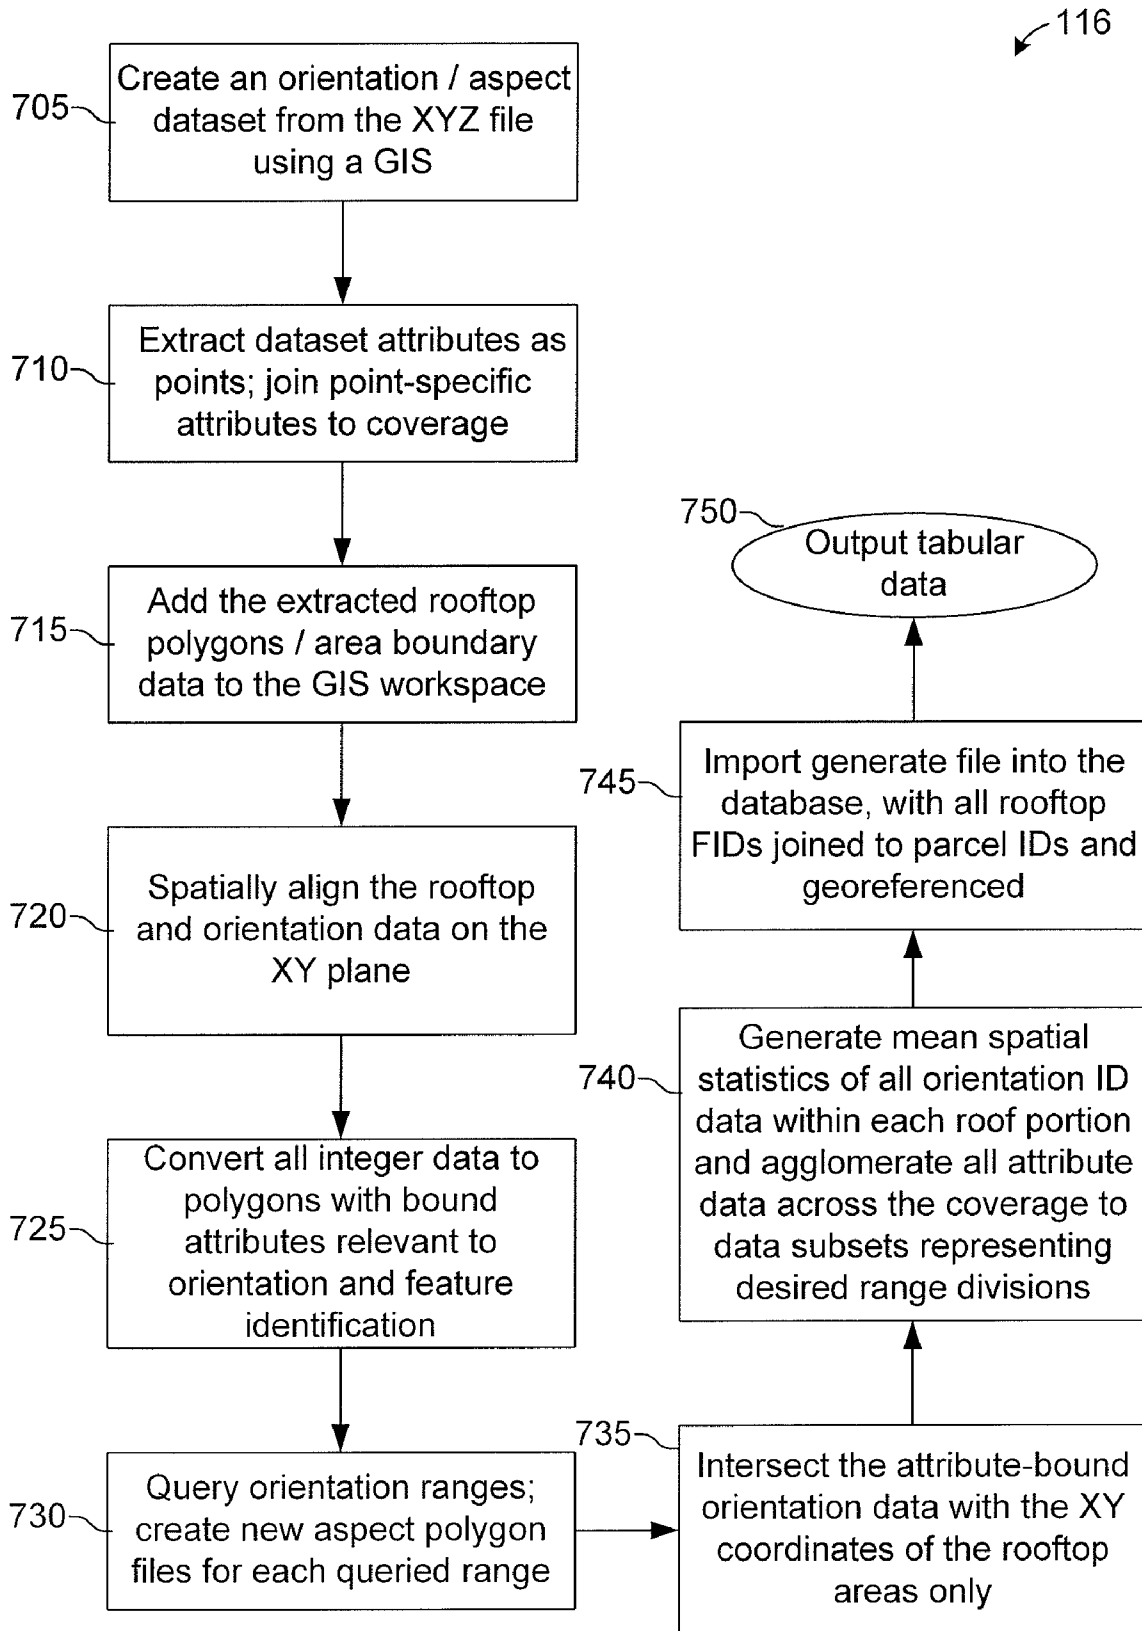 116
705
Create an orientation / aspect
dataset from the XYZ file
using a GIS
710
Extract dataset attributes as
points; join point-specific
attributes to coverage
715
Add the extracted rooftop
polygons / area boundary
data to the GIS workspace
720
Spatially align the rooftop
and orientation data on the
XY plane
725
Convert all integer data to
polygons with bound
attributes relevant to
orientation and feature
identification
730
Query orientation ranges;
create new aspect polygon
files for each queried range
735
Intersect the attribute-bound
orientation data with the XY
coordinates of the rooftop
areas only
740
Generate mean spatial
statistics of all orientation ID
data within each roof portion
and agglomerate all attribute
data across the coverage to
data subsets representing
desired range divisions
745
Import generate file into the
database, with all rooftop
FIDs joined to parcel IDs and
georeferenced
750
Output tabular
data